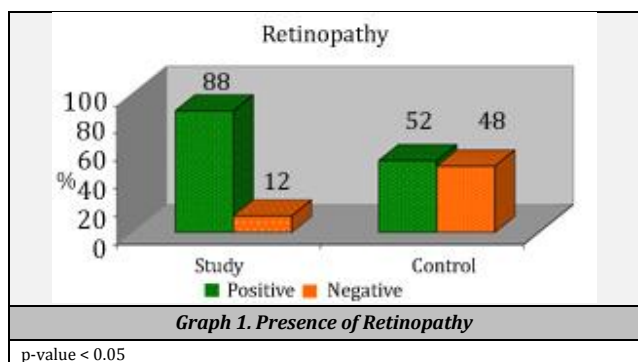 Retinopathy
88
12
52 48
100
80
60
%40
20
0
Study Control
Positive Negative
Graph 1. Presence of Retinopathy
p-value < 0.05